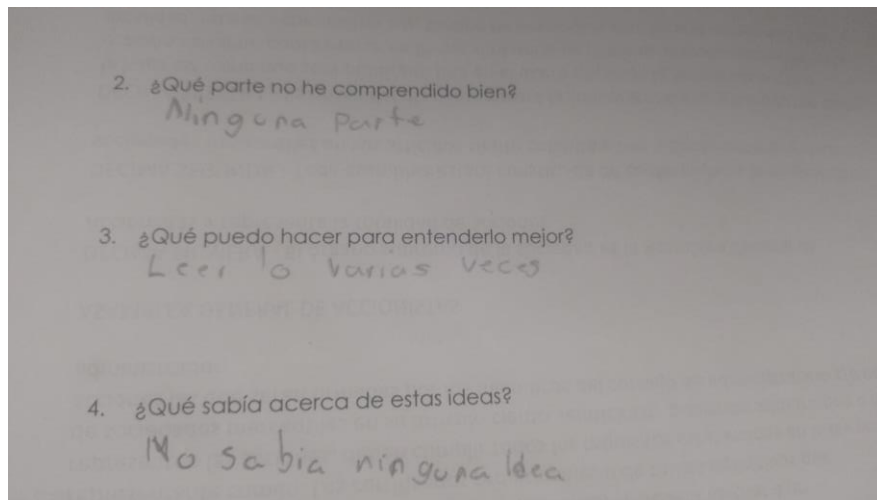 2. ¿Qué parte no he comprendido bien?
Ninguna parte
3. ¿Qué puedo hacer para entenderlo mejor?
Leer lo varias veces
4. ¿Qué sabía acerca de estas ideas?
No sabia ninguna Idea